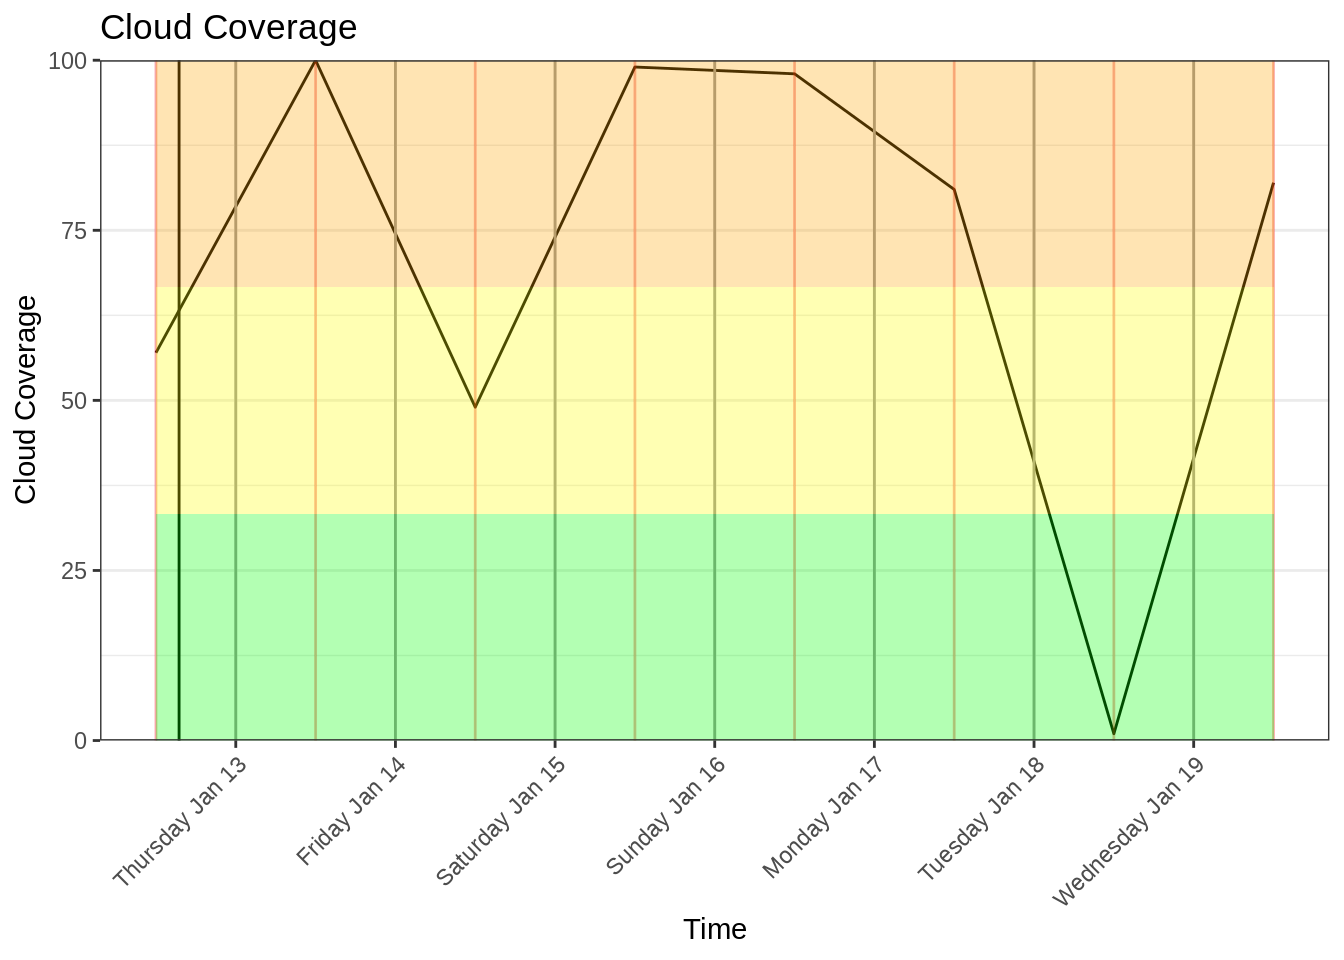 Cloud Coverage
100
75
50
25
0
Cloud Coverage
Thursday Jan 13
Friday Jan 14
Saturday Jan 15
Sunday Jan 16
Monday Jan 17
Tuesday Jan 18
Wednesday Jan 19
Time